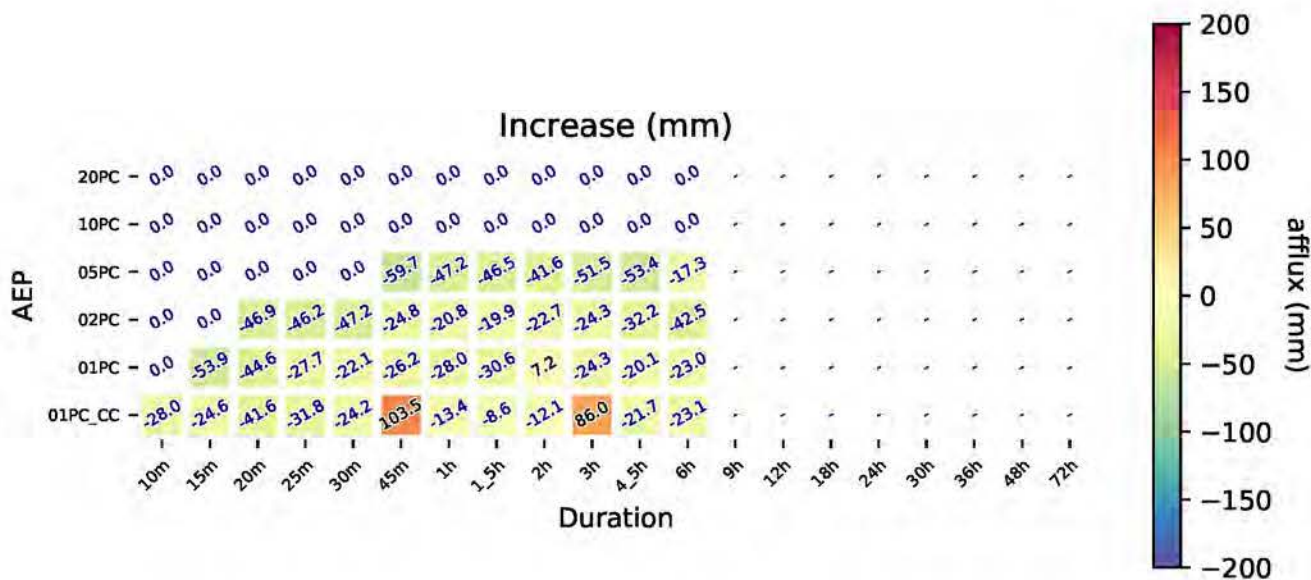 Increase (mm)
20PC 0.0 0.0 0.0 0.0 0.0 0.0 0.0 0.0 0.0 0.0 0.0 0.0 - - - - - - - -
10PC 0.0 0.0 0.0 0.0 0.0 0.0 0.0 0.0 0.0 0.0 0.0 0.0 - - - - - - - -
05PC 0.0 0.0 0.0 0.0 0.0 -59.7 -47.2 -46.5 -41.6 -51.5 -53.4 -17.3 - - - - - - - -
02PC 0.0 0.0 -46.9 -46.2 -47.2 -24.8 -20.8 -19.9 -22.7 -24.3 -32.2 -42.5 - - - - - - - -
01PC 0.0 -53.9 -44.6 -27.7 -22.1 -26.2 -28.0 -30.6 7.2 -24.3 -20.1 -23.0 - - - - - - - -
01PC_CC -28.0 -24.6 -41.6 -31.8 -24.2 103.5 -13.4 -8.6 -12.1 86.0 -21.7 -23.1 - - - - - - - -
10m 15m 20m 25m 30m 45m 1h 1_5h 2h 3h 4_5h 6h 9h 12h 18h 24h 30h 36h 48h 72h
Duration
AEP
200
150
100
50
0
−50
−100
−150
−200
afflux (mm)